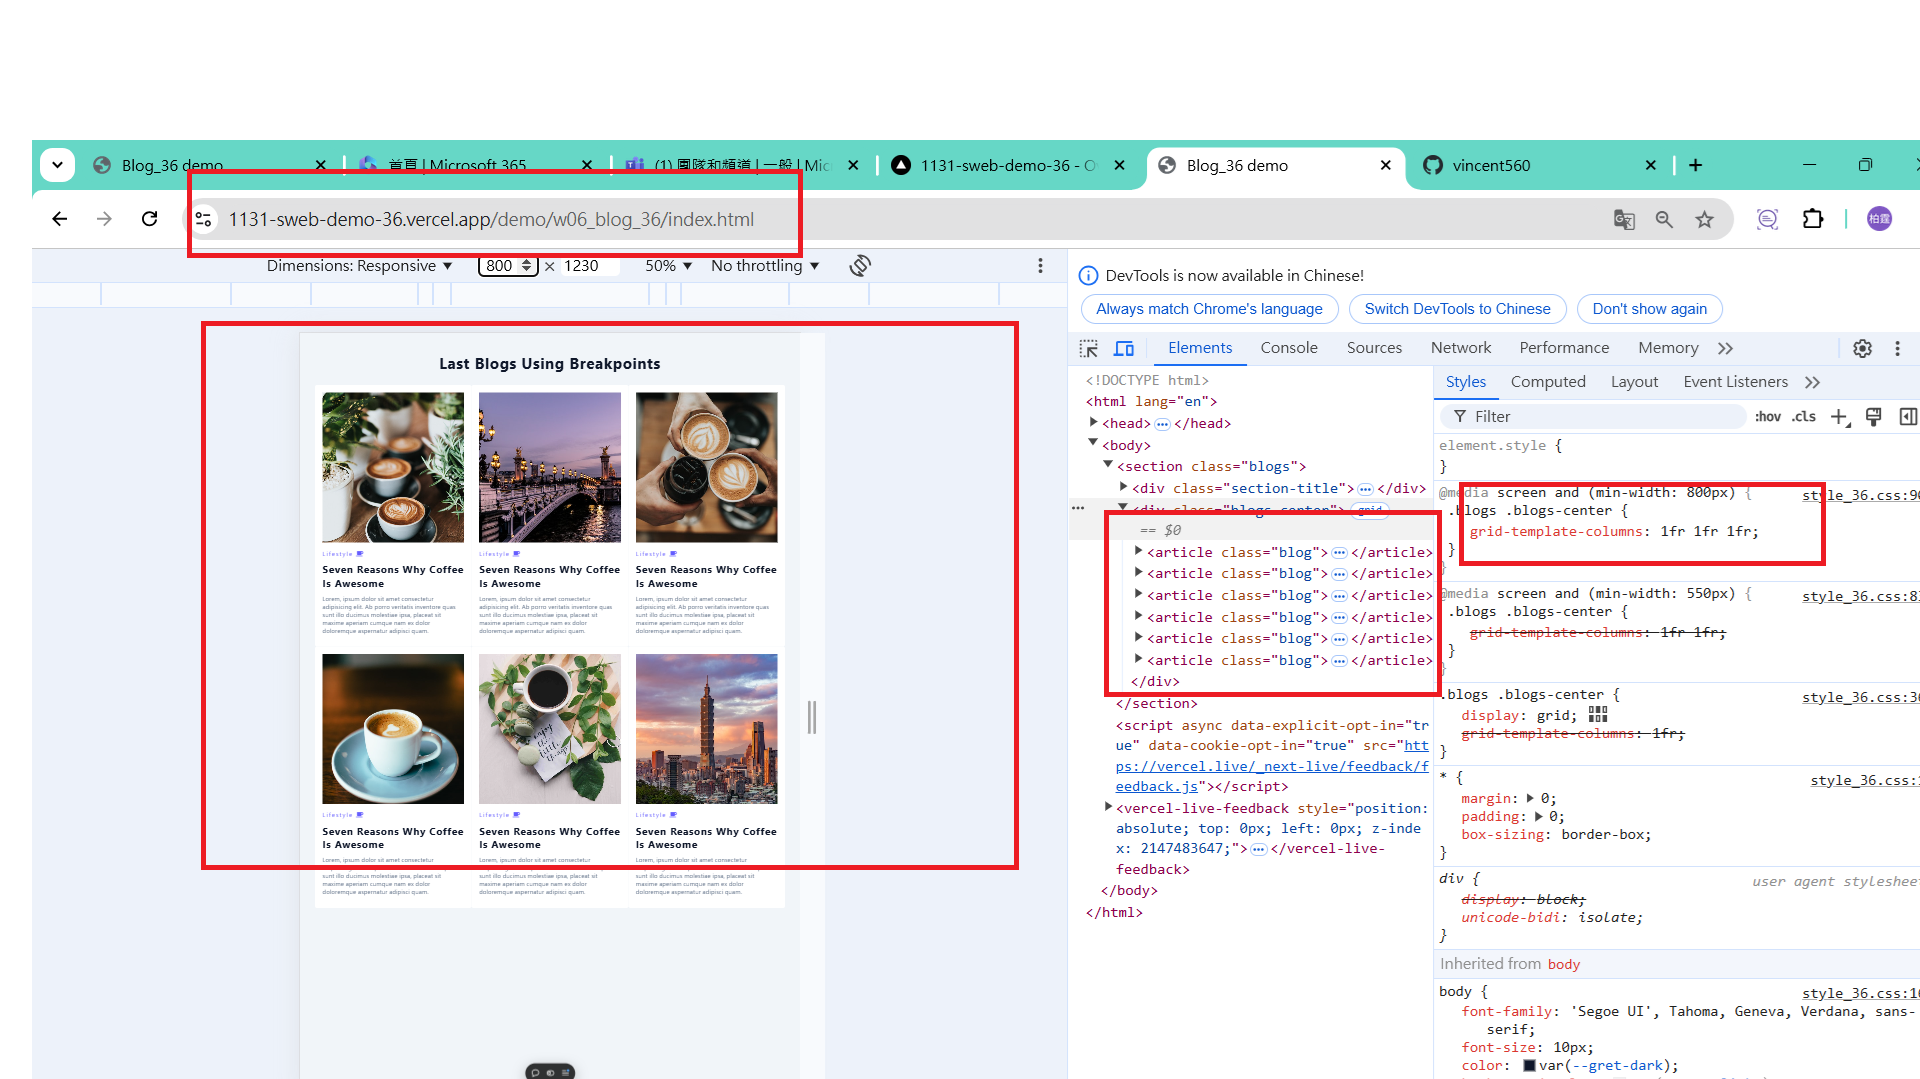 Blog_36 demo
首頁 | Microsoft 365
(1) 團隊和頻道 | 一般 | Mic
1131-sweb-demo-36 - O
Blog_36 demo
vincent560
1131-sweb-demo-36.vercel.app/demo/w06_blog_36/index.html
柏霆
Dimensions: Responsive ▼ 800 × 1230 50% ▼ No throttling ▼
Last Blogs Using Breakpoints
Lifestyle
Lifestyle
Lifestyle
Seven Reasons Why Coffee
Is Awesome
Seven Reasons Why Coffee
Is Awesome
Seven Reasons Why Coffee
Is Awesome
Lorem, ipsum dolor sit amet consectetur
adipisicing elit. Ab porro veritatis inventore quas
sunt illo ducimus molestiae ipsa, placeat sit
maxime aperiam cumque nam ex dolor
doloremque aspernatur adipisci quam.
Lorem, ipsum dolor sit amet consectetur
adipisicing elit. Ab porro veritatis inventore quas
sunt illo ducimus molestiae ipsa, placeat sit
maxime aperiam cumque nam ex dolor
doloremque aspernatur adipisci quam.
Lorem, ipsum dolor sit amet consectetur
adipisicing elit. Ab porro veritatis inventore quas
sunt illo ducimus molestiae ipsa, placeat sit
maxime aperiam cumque nam ex dolor
doloremque aspernatur adipisci quam.
enjoy
the
little
things
Lifestyle
Lifestyle
Lifestyle
Seven Reasons Why Coffee
Is Awesome
Seven Reasons Why Coffee
Is Awesome
Seven Reasons Why Coffee
Is Awesome
Lorem, ipsum dolor sit amet consectetur
sunt illo ducimus molestiae ipsa, placeat sit
maxime aperiam cumque nam ex dolor
doloremque aspernatur adipisci quam.
Lorem, ipsum dolor sit amet consectetur
sunt illo ducimus molestiae ipsa, placeat sit
maxime aperiam cumque nam ex dolor
doloremque aspernatur adipisci quam.
Lorem, ipsum dolor sit amet consectetur
sunt illo ducimus molestiae ipsa, placeat sit
maxime aperiam cumque nam ex dolor
doloremque aspernatur adipisci quam.
DevTools is now available in Chinese!
Always match Chrome's language
Switch DevTools to Chinese
Don't show again
Elements Console Sources Network Performance Memory
<!DOCTYPE html>
<html lang="en">
<head> ··· </head>
<body>
<section class="blogs">
<div class="section-title"> ··· </div>
<div class="blogs-center"> grid
== $0
<article class="blog"> ··· </article>
<article class="blog"> ··· </article>
<article class="blog"> ··· </article>
<article class="blog"> ··· </article>
<article class="blog"> ··· </article>
<article class="blog"> ··· </article>
</div>
</section>
<script async data-explicit-opt-in="tr
ue" data-cookie-opt-in="true" src="htt
ps://vercel.live/_next-live/feedback/f
eedback.js"></script>
<vercel-live-feedback style="position:
absolute; top: 0px; left: 0px; z-inde
x: 2147483647;"> ··· </vercel-live-
feedback>
</body>
</html>
Styles Computed Layout Event Listeners
Filter :hov .cls
element.style {
}
@media screen and (min-width: 800px) { style_36.css:90
.blogs .blogs-center {
grid-template-columns: 1fr 1fr 1fr;
}
}
@media screen and (min-width: 550px) { style_36.css:83
.blogs .blogs-center {
grid-template-columns: 1fr 1fr;
}
}
.blogs .blogs-center { style_36.css:36
display: grid;
grid-template-columns: 1fr;
}
* { style_36.css:1
margin: 0;
padding: 0;
box-sizing: border-box;
}
div { user agent stylesheet
display: block;
unicode-bidi: isolate;
}
Inherited from body
body { style_36.css:16
font-family: 'Segoe UI', Tahoma, Geneva, Verdana, sans-
serif;
font-size: 10px;
color: var(--gret-dark);